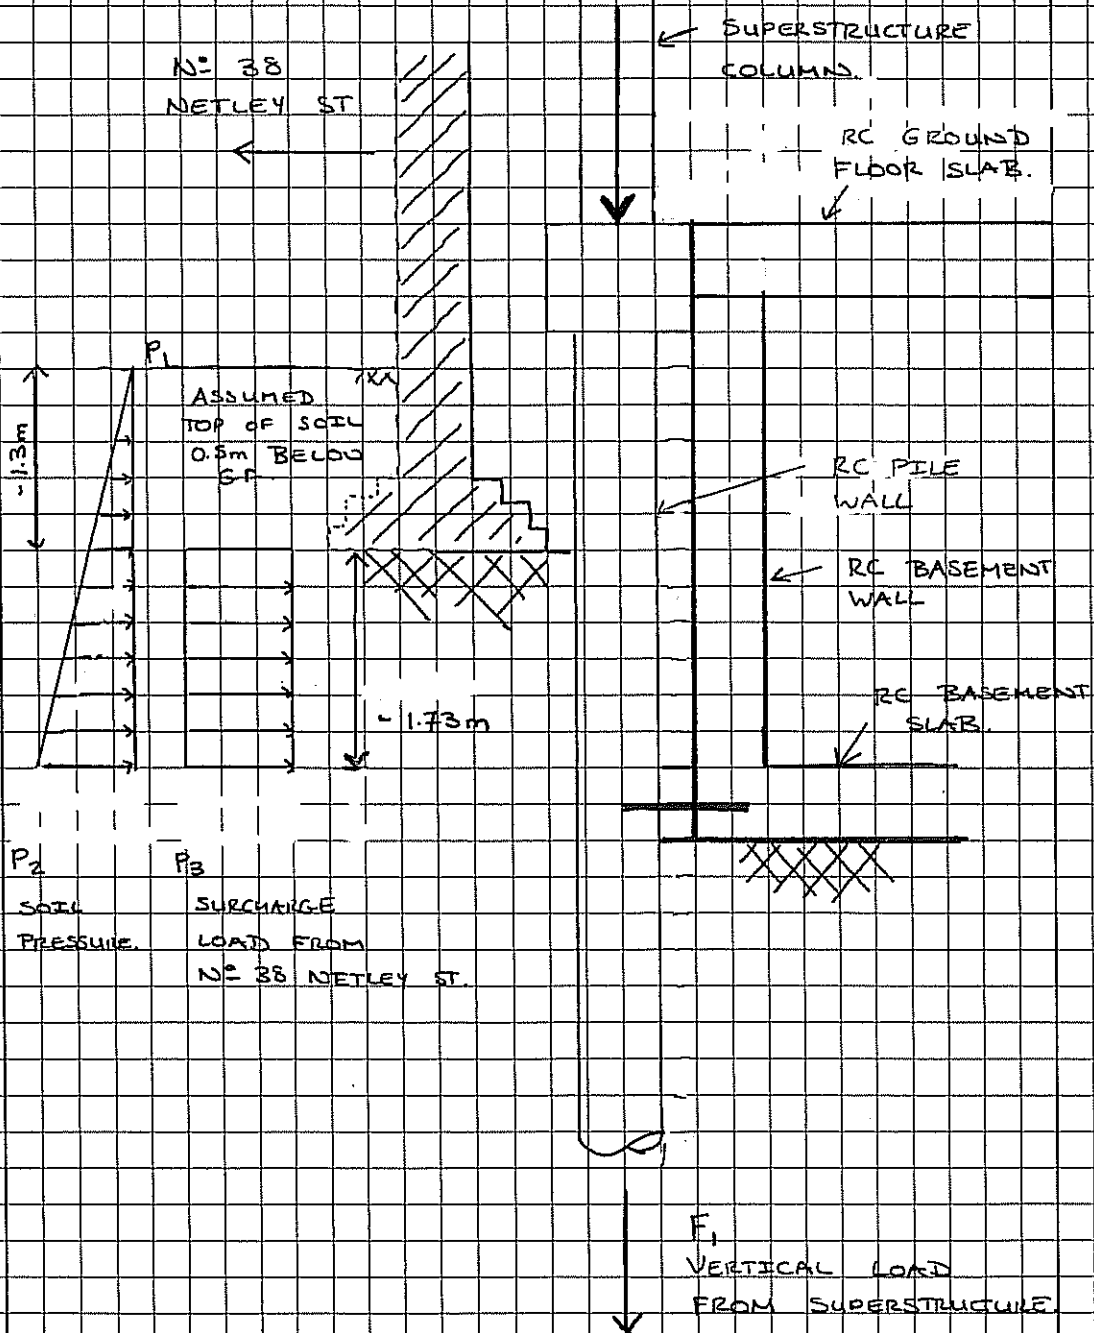 SUPERSTRUCTURE
COLUMN.
Nº 38
NETLEY ST
RC GROUND
FLOOR SLAB.
P1
ASSUMED
TOP OF SOIL
0.5m BELOW
~1.3m
RC PILE
WALL
RC BASEMENT
WALL
RC BASEMENT
SLAB.
~1.73m
P2
SOIL
PRESSURE.
P3
SURCHARGE
LOAD FROM
Nº 38 NETLEY ST.
F1
VERTICAL LOAD
FROM SUPERSTRUCTURE.